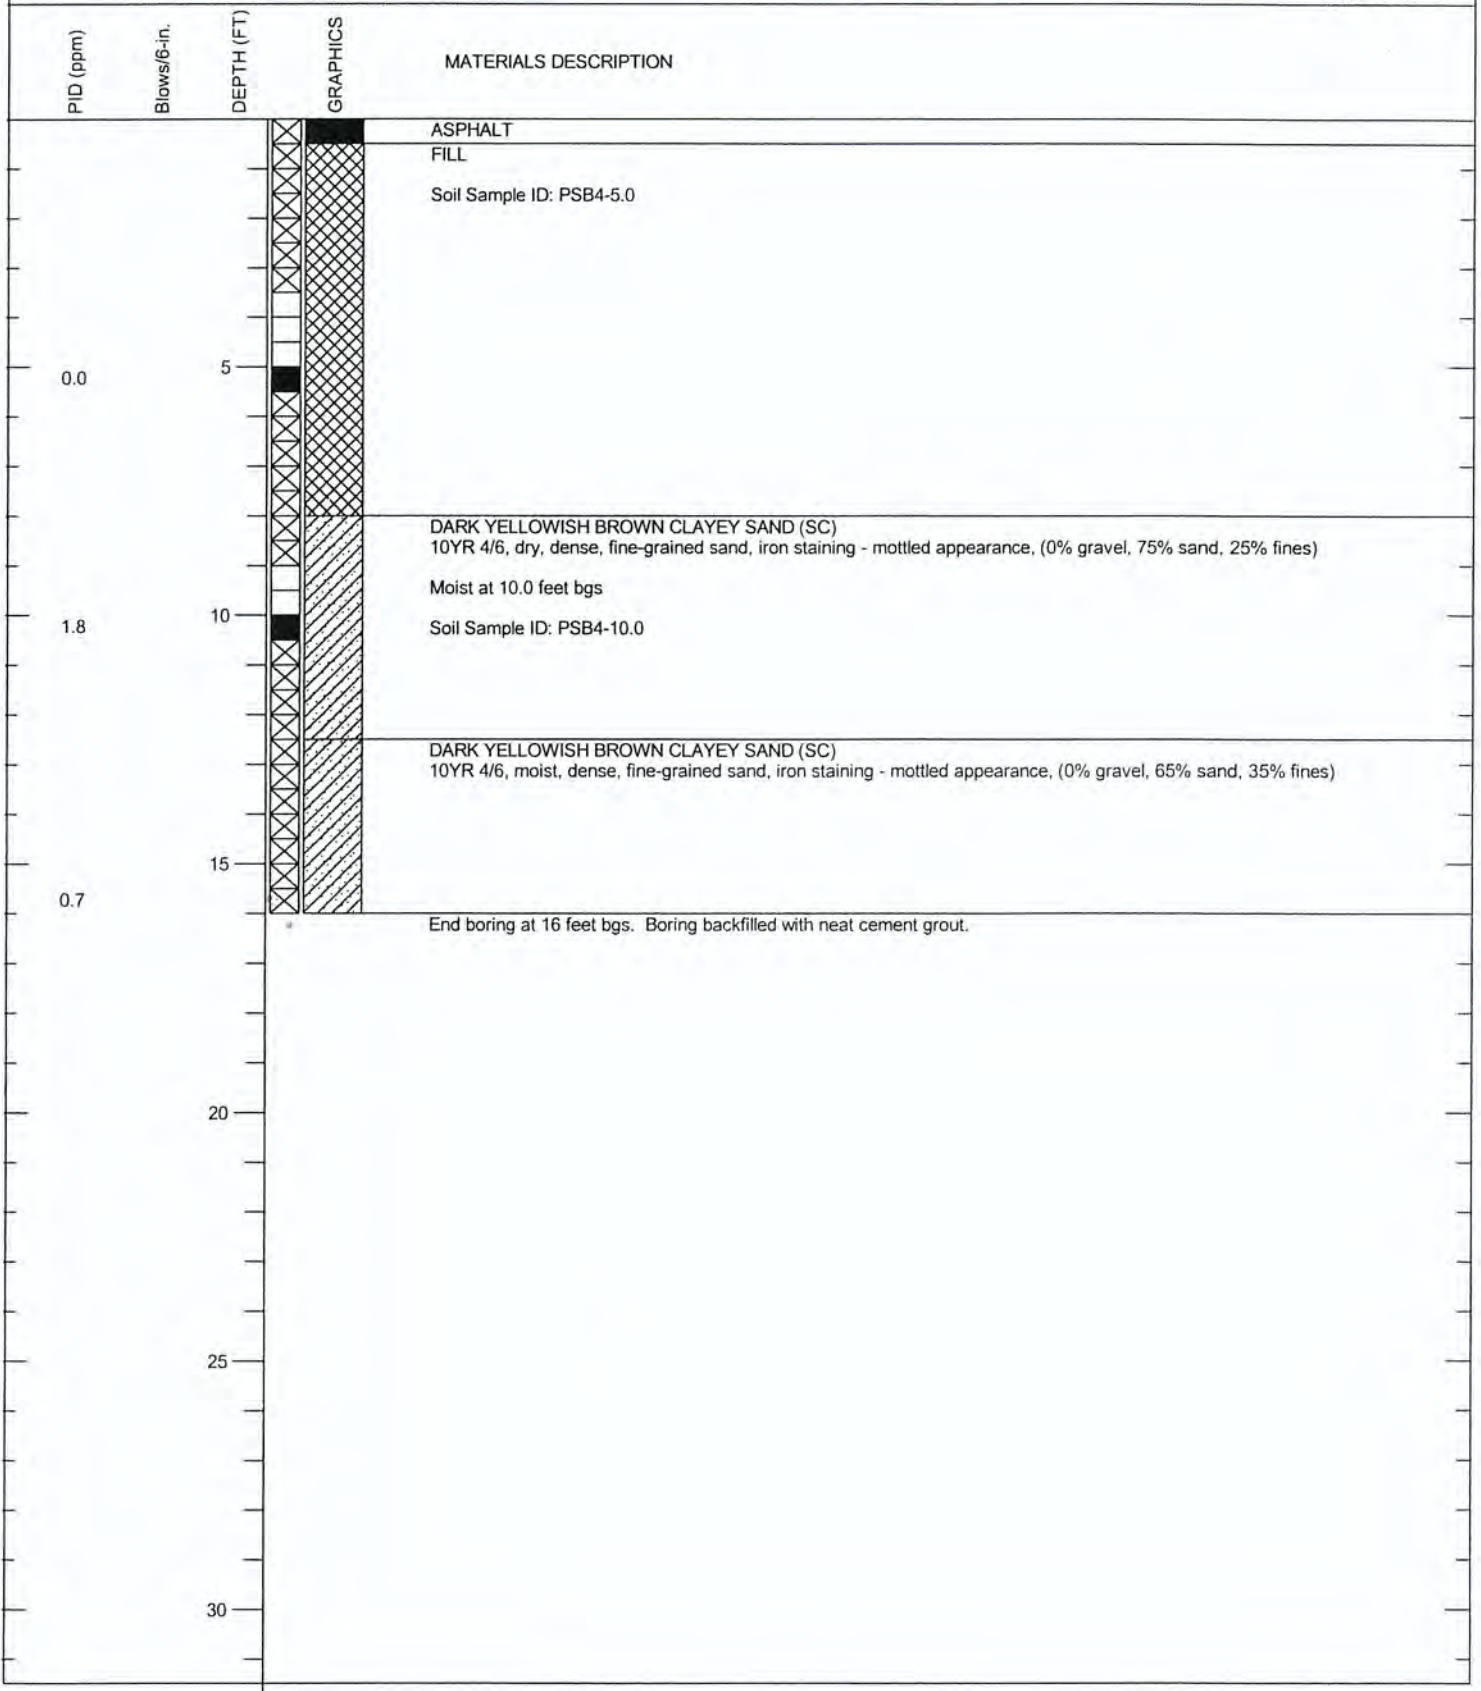 PID (ppm)
Blows/6-in.
DEPTH (FT)
GRAPHICS
MATERIALS DESCRIPTION
ASPHALT
FILL
Soil Sample ID: PSB4-5.0
0.0
5
DARK YELLOWISH BROWN CLAYEY SAND (SC)
10YR 4/6, dry, dense, fine-grained sand, iron staining - mottled appearance, (0% gravel, 75% sand, 25% fines)
Moist at 10.0 feet bgs
1.8
10
Soil Sample ID: PSB4-10.0
DARK YELLOWISH BROWN CLAYEY SAND (SC)
10YR 4/6, moist, dense, fine-grained sand, iron staining - mottled appearance, (0% gravel, 65% sand, 35% fines)
15
0.7
End boring at 16 feet bgs. Boring backfilled with neat cement grout.
20
25
30